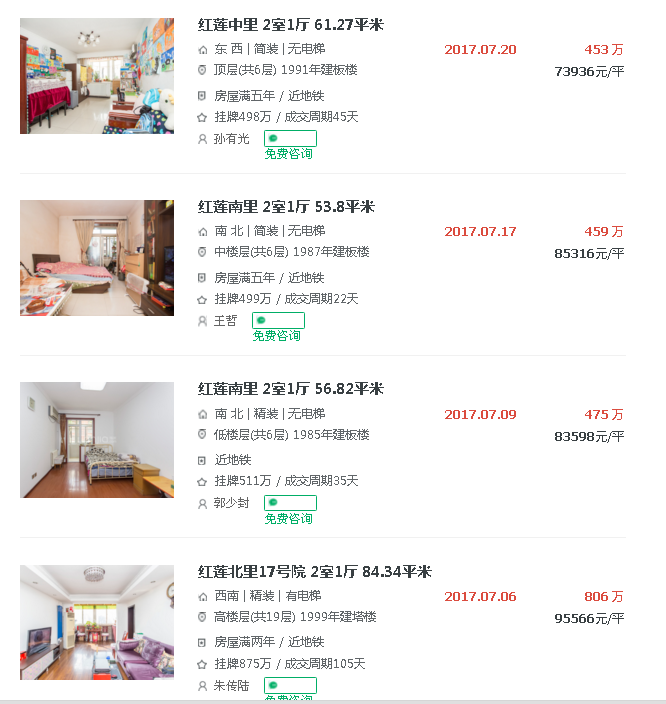 红莲中里 2室1厅 61.27平米
东 西 | 简装 | 无电梯 2017.07.20 453 万
顶层(共6层) 1991年建板楼 73936元/平
房屋满五年 / 近地铁
挂牌498万 / 成交周期45天
孙有光
免费咨询
红莲南里 2室1厅 53.8平米
南 北 | 简装 | 无电梯 2017.07.17 459 万
中楼层(共6层) 1987年建板楼 85316元/平
房屋满五年 / 近地铁
挂牌499万 / 成交周期22天
王哲
免费咨询
红莲南里 2室1厅 56.82平米
南 北 | 精装 | 无电梯 2017.07.09 475 万
低楼层(共6层) 1985年建板楼 83598元/平
近地铁
挂牌511万 / 成交周期35天
郭少封
免费咨询
红莲北里17号院 2室1厅 84.34平米
西南 | 精装 | 有电梯 2017.07.06 806 万
高楼层(共19层) 1999年建塔楼 95566元/平
房屋满两年 / 近地铁
挂牌875万 / 成交周期105天
朱传陆
免费咨询